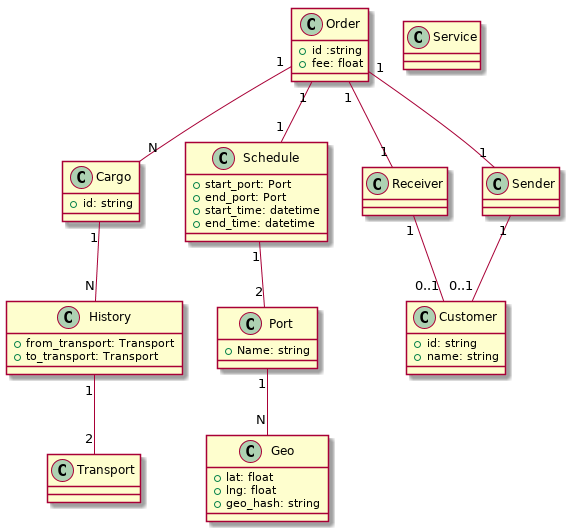 C Order
id :string
fee: float
C Service
1
1
1
1
N
1
1
1
C Cargo
id: string
C Schedule
start_port: Port
end_port: Port
start_time: datetime
end_time: datetime
C Receiver
C Sender
1
N
1
2
1
0..1
1
0..1
C History
from_transport: Transport
to_transport: Transport
C Port
Name: string
C Customer
id: string
name: string
1
2
1
N
C Transport
C Geo
lat: float
lng: float
geo_hash: string